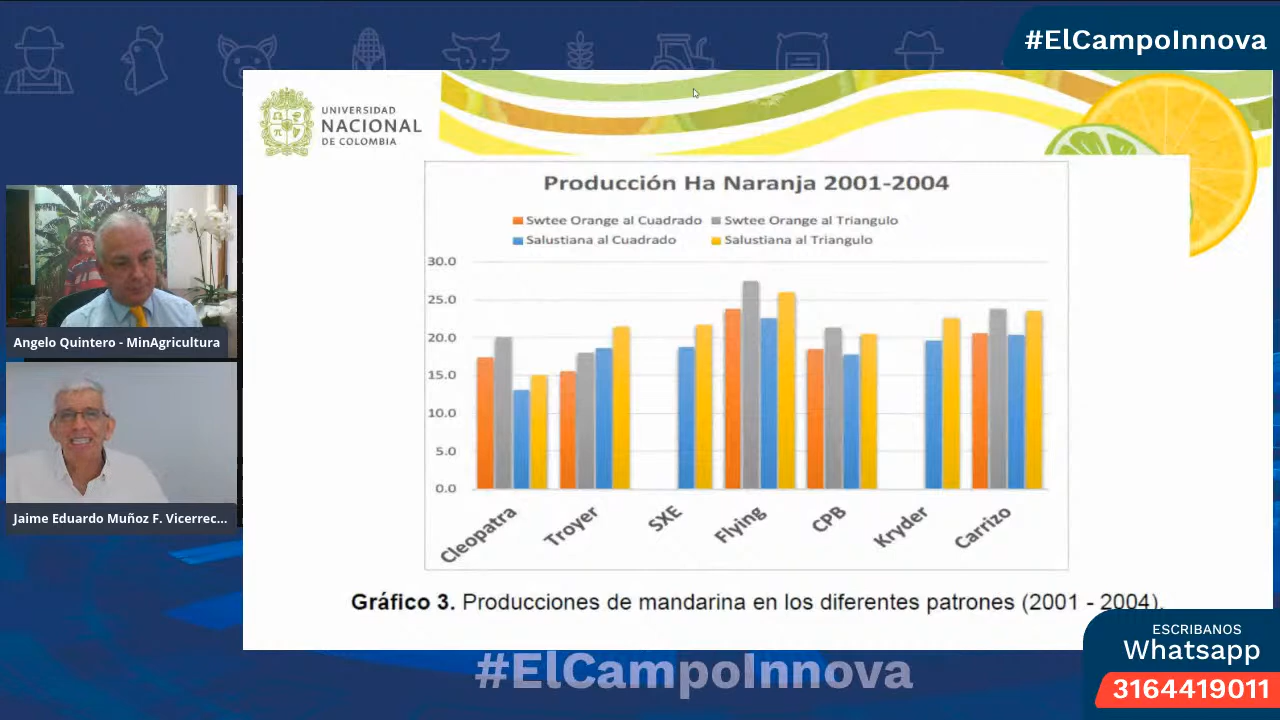 #ElCampoInnova
UNIVERSIDAD
NACIONAL
DE COLOMBIA
Producción Ha Naranja 2001-2004
Swtee Orange al Cuadrado Swtee Orange al Triangulo
Salustiana al Cuadrado Salustiana al Triangulo
30.0
25.0
20.0
15.0
10.0
5.0
0.0
Cleopatra Troyer SXE Flying CPB Kryder Carrizo
Gráfico 3. Producciones de mandarina en los diferentes patrones (2001 - 2004).
Angelo Quintero - MinAgricultura
Jaime Eduardo Muñoz F. Vicerrec...
#ElCampoInnova
ESCRIBANOS
Whatsapp
3164419011